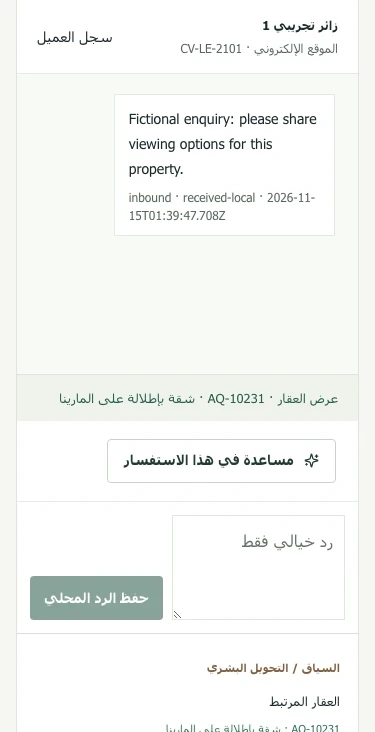 زائر تجريبي 1
الموقع الإلكتروني · CV-LE-2101
سجل العميل
Fictional enquiry: please share
viewing options for this
property.
inbound · received-local · 2026-11-
15T01:39:47.708Z
عرض العقار · AQ-10231 · شقة بإطلالة على المارينا
مساعدة في هذا الاستفسار
رد خيالي فقط
حفظ الرد المحلي
السياق / التحويل البشري
العقار المرتبط
AQ-10231 · شقة بإطلالة على المارينا